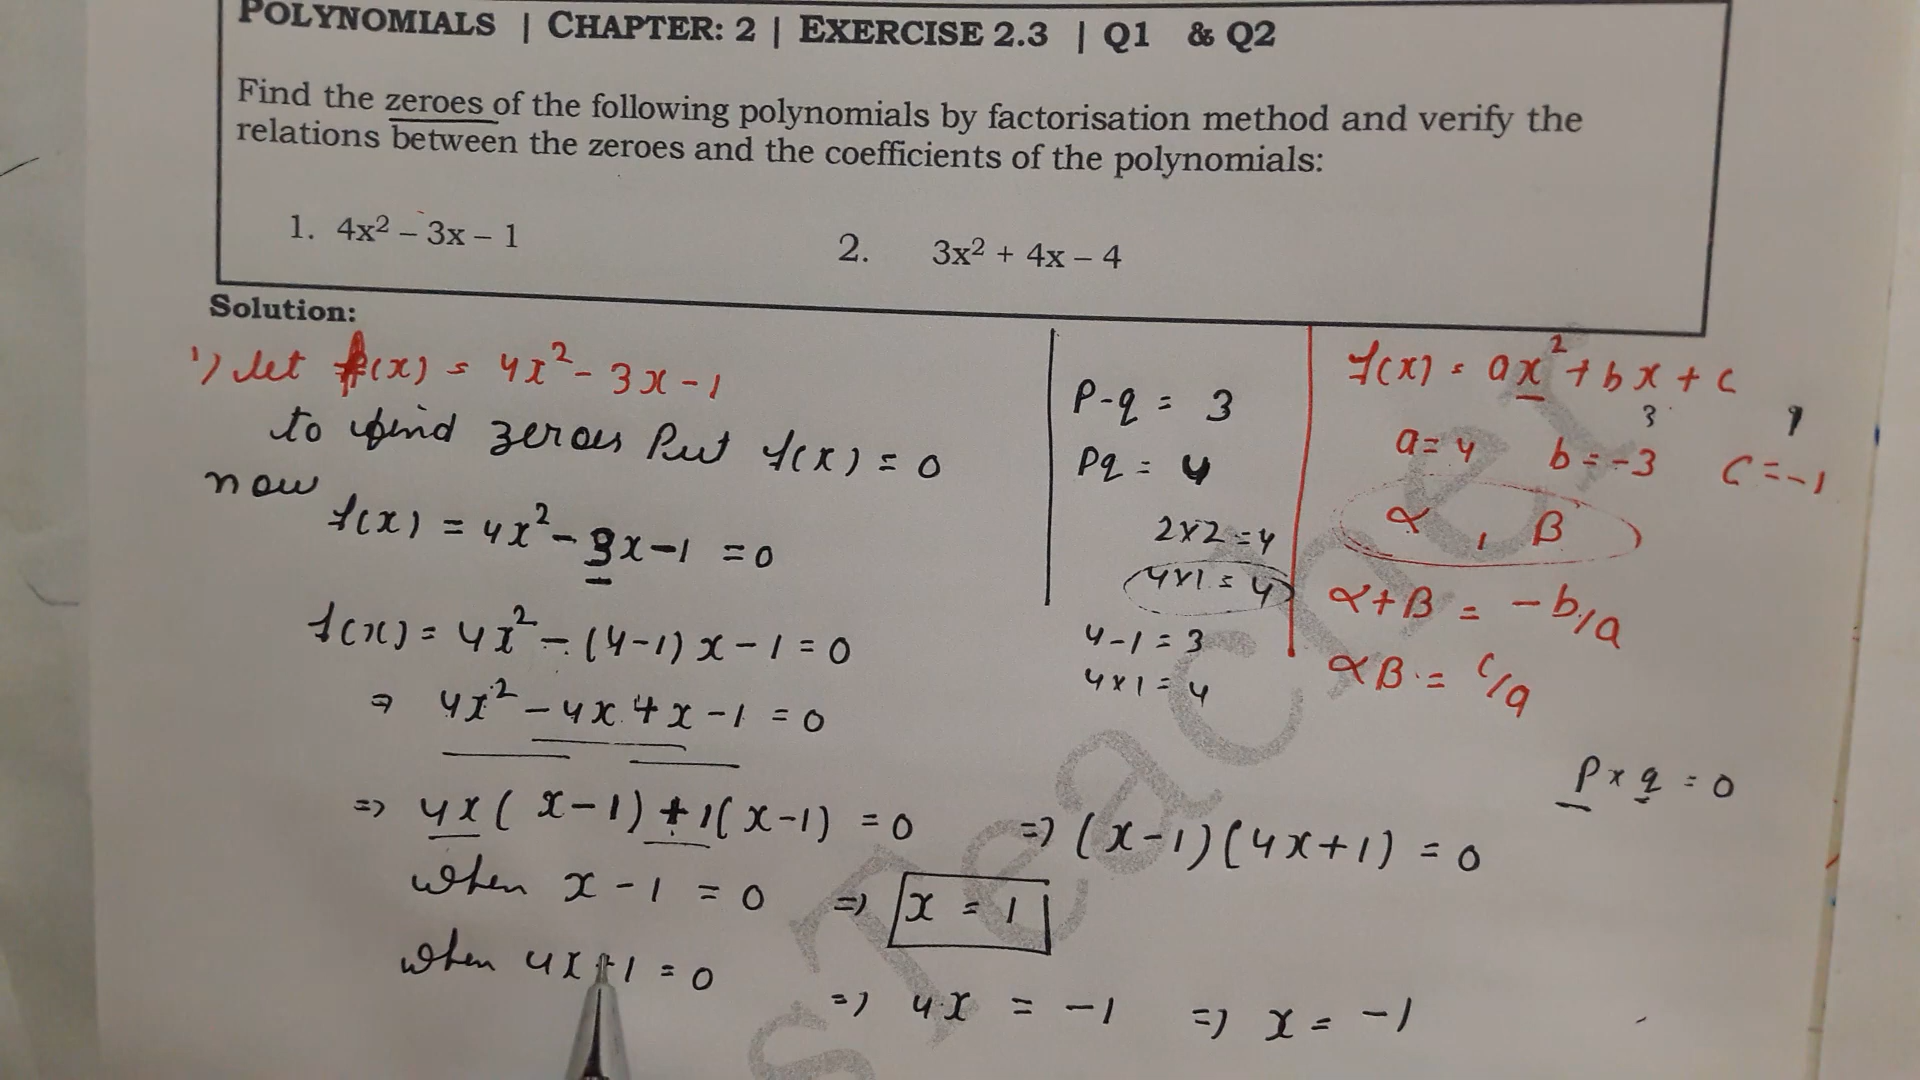 POLYNOMIALS | CHAPTER: 2 | EXERCISE 2.3 | Q1 & Q2
Find the zeroes of the following polynomials by factorisation method and verify the
relations between the zeroes and the coefficients of the polynomials:
1. 4x² – 3x – 1
2. 3x² + 4x – 4
Solution:
1) let f(x) = 4x² - 3x - 1
to find zeroes Put f(x) = 0
now
f(x) = 4x² - 3x - 1 = 0
f(x) = 4x² - (4-1)x - 1 = 0
⇒ 4x² - 4x + x - 1 = 0
⇒ 4x(x-1) + 1(x-1) = 0 ⇒ (x-1)(4x+1) = 0
when x - 1 = 0 ⇒ x = 1
when 4x+1 = 0 ⇒ 4x = -1 ⇒ x = -1
P-q = 3
Pq = 4
2×2 = 4
4×1 = 4
4-1 = 3
4×1 = 4
f(x) = ax² + bx + c
3
a = 4 b = -3 c = -1
α , β
α+β = -b/a
αβ = c/a
P × q = 0
Teacher